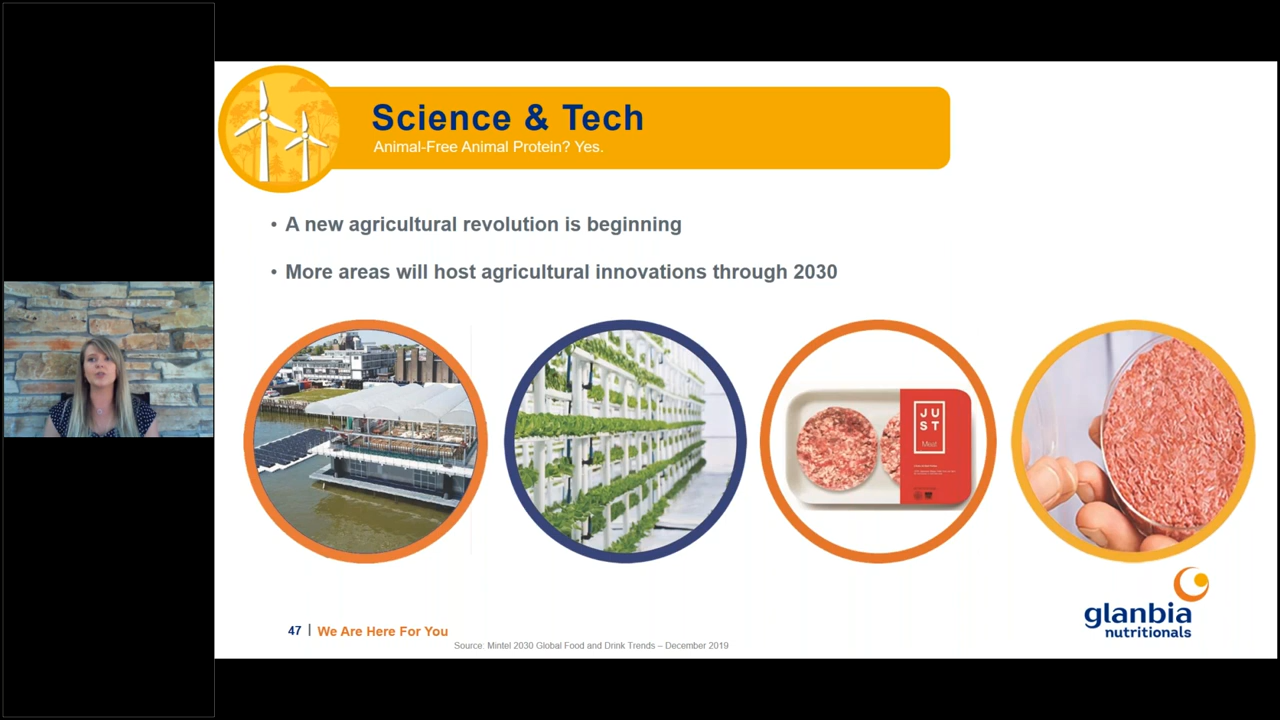 Science & Tech
Animal-Free Animal Protein? Yes.
• A new agricultural revolution is beginning
• More areas will host agricultural innovations through 2030
JU
ST
Meat
glanbia
nutritionals
47 | We Are Here For You
Source: Mintel 2030 Global Food and Drink Trends – December 2019